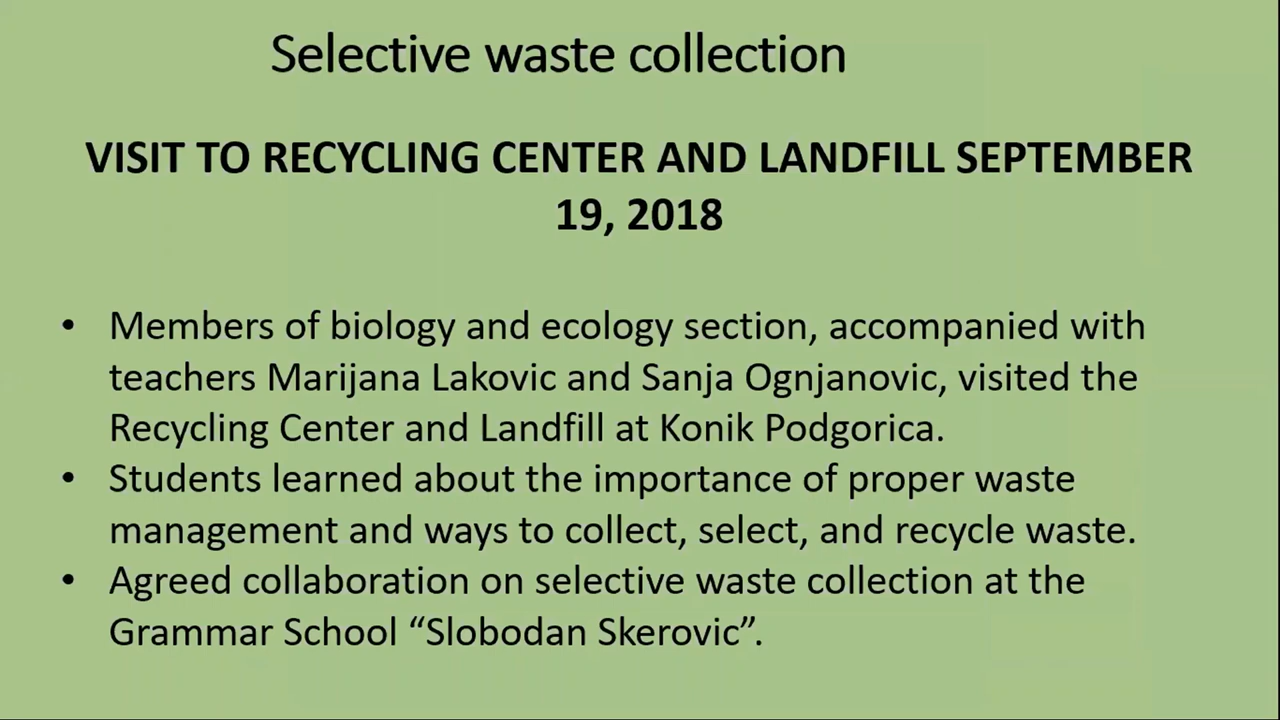 Selective waste collection
VISIT TO RECYCLING CENTER AND LANDFILL SEPTEMBER
19, 2018
• Members of biology and ecology section, accompanied with
teachers Marijana Lakovic and Sanja Ognjanovic, visited the
Recycling Center and Landfill at Konik Podgorica.
• Students learned about the importance of proper waste
management and ways to collect, select, and recycle waste.
• Agreed collaboration on selective waste collection at the
Grammar School “Slobodan Skerovic”.